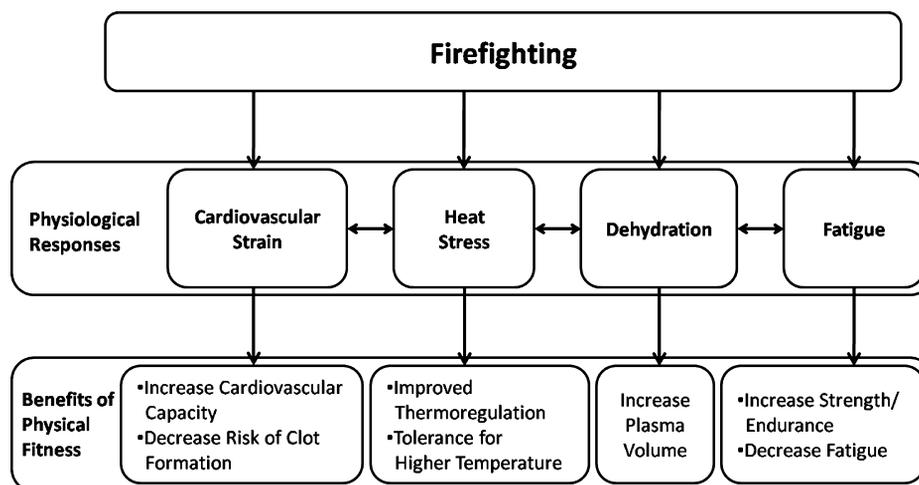 Firefighting
Physiological
Responses
Cardiovascular
Strain
Heat
Stress
Dehydration
Fatigue
Benefits of
Physical
Fitness
•Increase Cardiovascular
Capacity
•Decrease Risk of Clot
Formation
•Improved
Thermoregulation
•Tolerance for
Higher Temperature
Increase
Plasma
Volume
•Increase Strength/
Endurance
•Decrease Fatigue